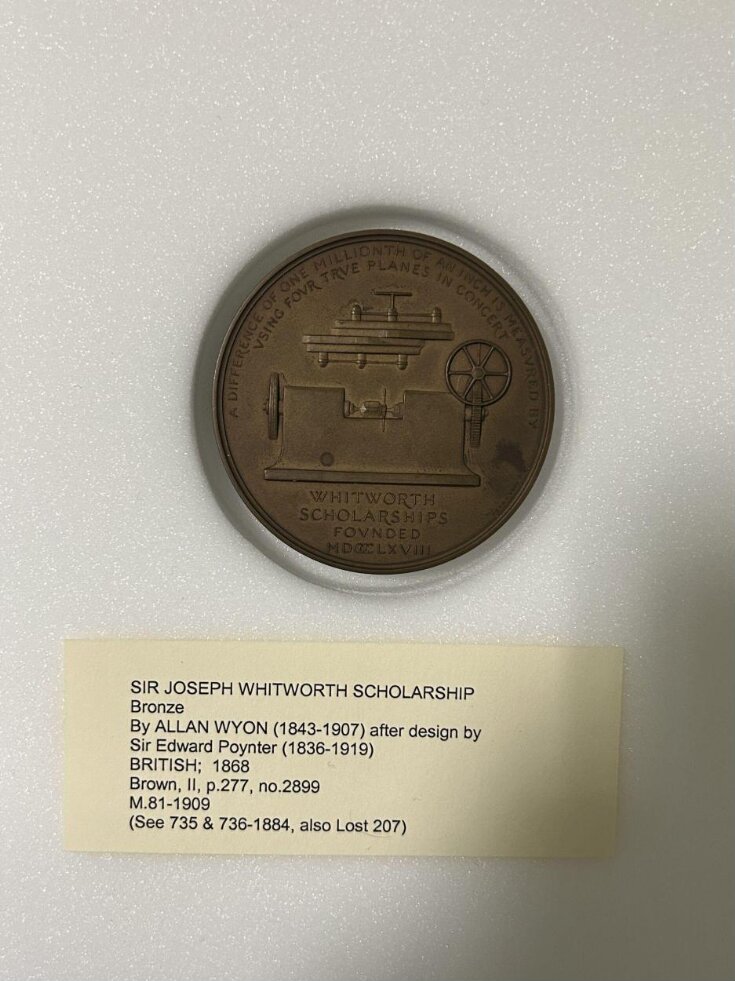 A DIFFERENCE OF ONE MILLIONTH OF AN INCH IS MEASVRED BY
VSING FOVR TRVE PLANES IN CONCERT
WHITWORTH
SCHOLARSHIPS
FOVNDED
MDCCCLXVIII
SIR JOSEPH WHITWORTH SCHOLARSHIP
Bronze
By ALLAN WYON (1843-1907) after design by
Sir Edward Poynter (1836-1919)
BRITISH; 1868
Brown, II, p.277, no.2899
M.81-1909
(See 735 & 736-1884, also Lost 207)